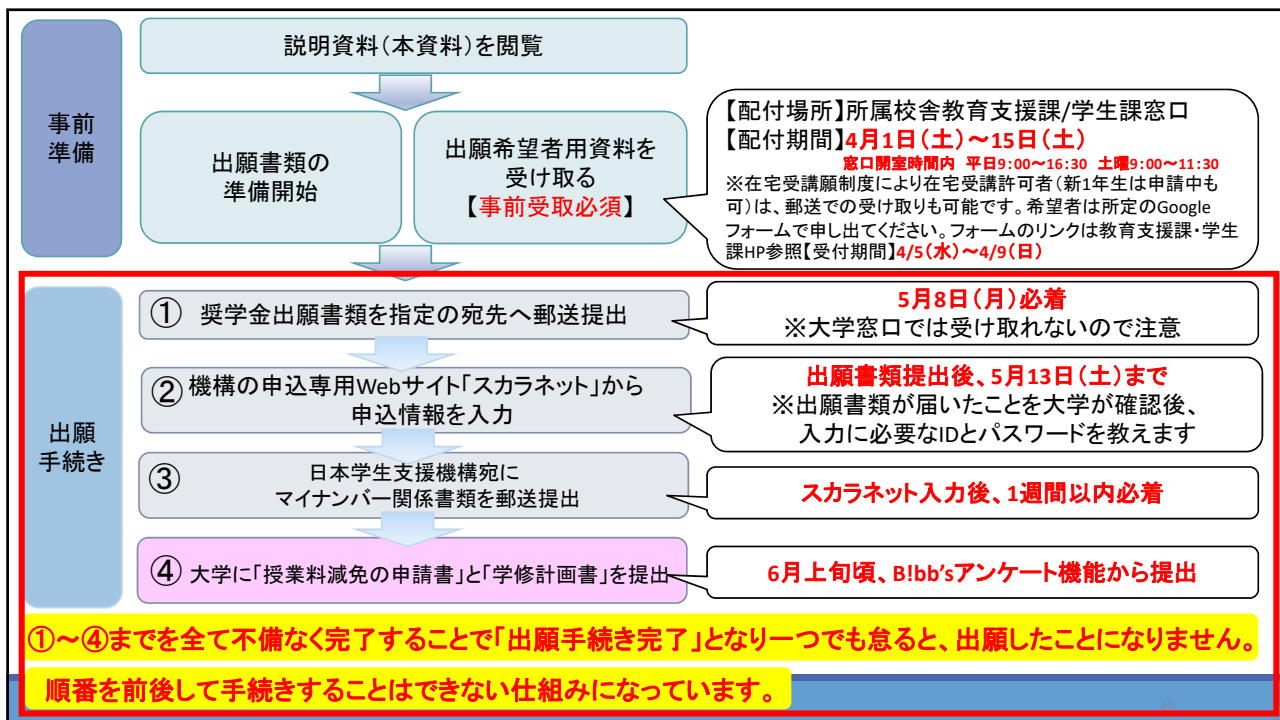 事前
準備
説明資料（本資料）を閲覧
出願書類の
準備開始
出願希望者用資料を
受け取る
【事前受取必須】
【配付場所】所属校舎教育支援課/学生課窓口
【配付期間】4月1日（土）～15日（土）
窓口開室時間内　平日9:00～16:30　土曜9:00～11:30
※在宅受講願制度により在宅受講許可者（新1年生は申請中も
可）は、郵送での受け取りも可能です。希望者は所定のGoogle
フォームで申し出てください。フォームのリンクは教育支援課・学生
課HP参照【受付期間】4/5（水）～4/9（日）
出願
手続き
① 奨学金出願書類を指定の宛先へ郵送提出
5月8日（月）必着
※大学窓口では受け取れないので注意
② 機構の申込専用Webサイト「スカラネット」から
申込情報を入力
出願書類提出後、5月13日（土）まで
※出願書類が届いたことを大学が確認後、
入力に必要なIDとパスワードを教えます
③ 日本学生支援機構宛に
マイナンバー関係書類を郵送提出
スカラネット入力後、1週間以内必着
④ 大学に「授業料減免の申請書」と「学修計画書」を提出
6月上旬頃、B!bb'sアンケート機能から提出
①～④までを全て不備なく完了することで「出願手続き完了」となり一つでも怠ると、出願したことになりません。
順番を前後して手続きすることはできない仕組みになっています。